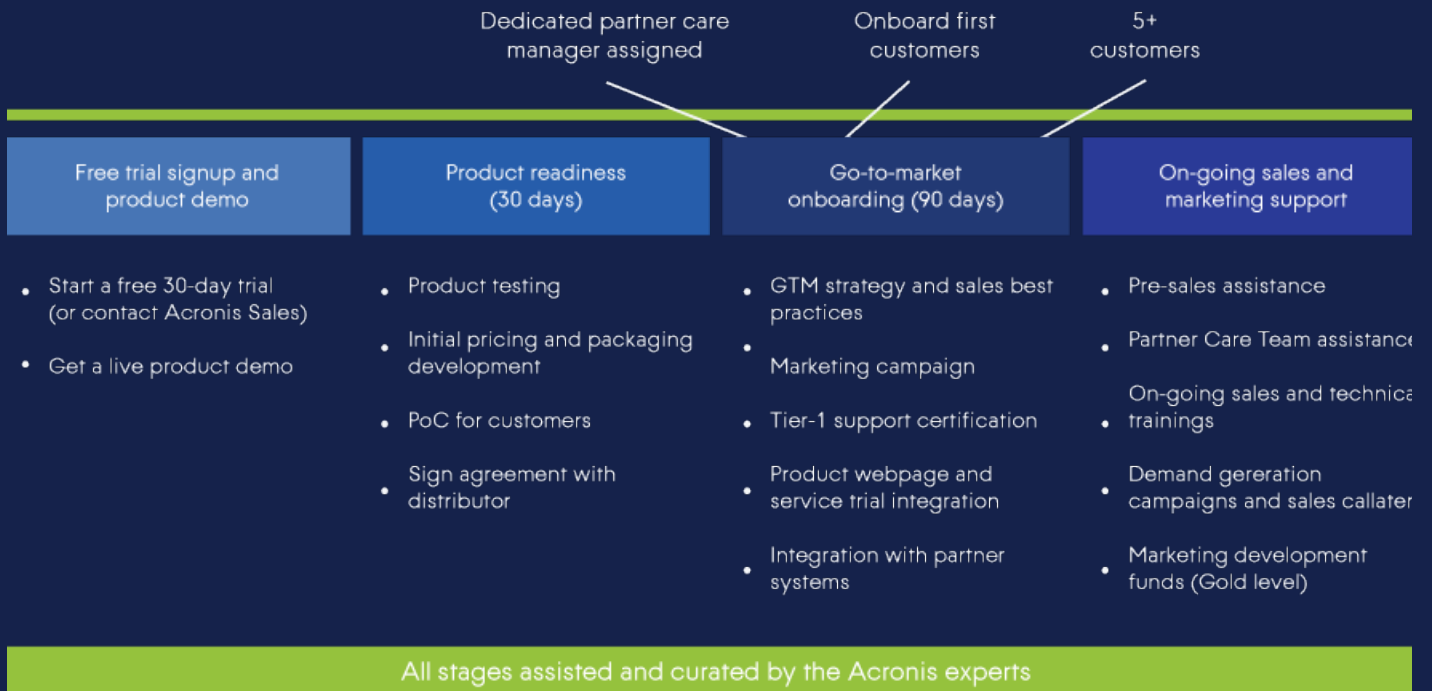 Dedicated partner care
manager assigned
Onboard first
customers
5+
customers
Free trial signup and
product demo
Product readiness
(30 days)
Go-to-market
onboarding (90 days)
On-going sales and
marketing support
• Start a free 30-day trial
(or contact Acronis Sales)
• Get a live product demo
• Product testing
• Initial pricing and packaging
development
• PoC for customers
• Sign agreement with
distributor
• GTM strategy and sales best
practices
• Marketing campaign
• Tier-1 support certification
• Product webpage and
service trial integration
• Integration with partner
systems
• Pre-sales assistance
• Partner Care Team assistance
On-going sales and technica
• trainings
• Demand gereration
campaigns and sales callater
• Marketing development
funds (Gold level)
All stages assisted and curated by the Acronis experts